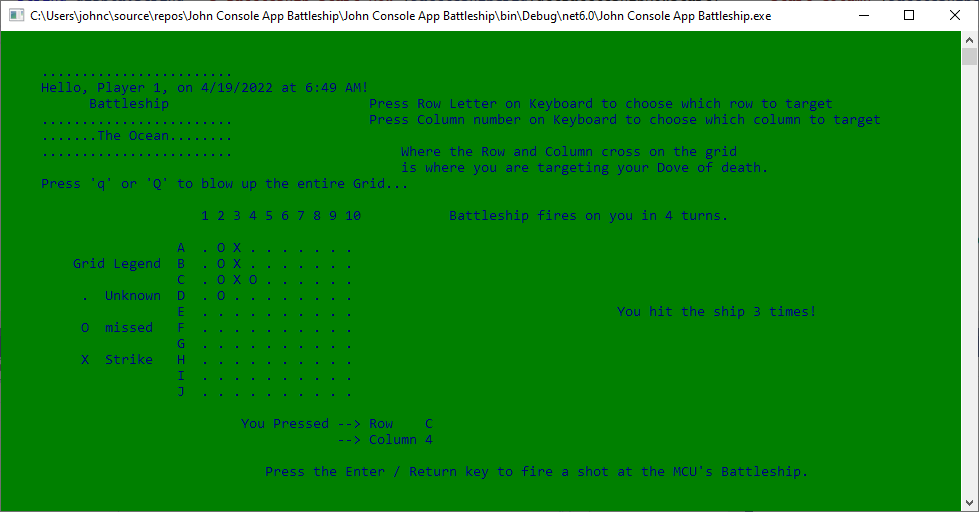 C:\Users\johnc\source\repos\John Console App Battleship\John Console App Battleship\bin\Debug\net6.0\John Console App Battleship.exe
........................
Hello, Player 1, on 4/19/2022 at 6:49 AM!
Battleship Press Row Letter on Keyboard to choose which row to target
........................ Press Column number on Keyboard to choose which column to target
.......The Ocean........
........................ Where the Row and Column cross on the grid
is where you are targeting your Dove of death.
Press 'q' or 'Q' to blow up the entire Grid...
1 2 3 4 5 6 7 8 9 10 Battleship fires on you in 4 turns.
A . O X . . . . . . .
Grid Legend B . O X . . . . . . .
C . O X O . . . . . .
. Unknown D . O . . . . . . . .
E . . . . . . . . . . You hit the ship 3 times!
O missed F . . . . . . . . . .
G . . . . . . . . . .
X Strike H . . . . . . . . . .
I . . . . . . . . . .
J . . . . . . . . . .
You Pressed --> Row C
--> Column 4
Press the Enter / Return key to fire a shot at the MCU's Battleship.